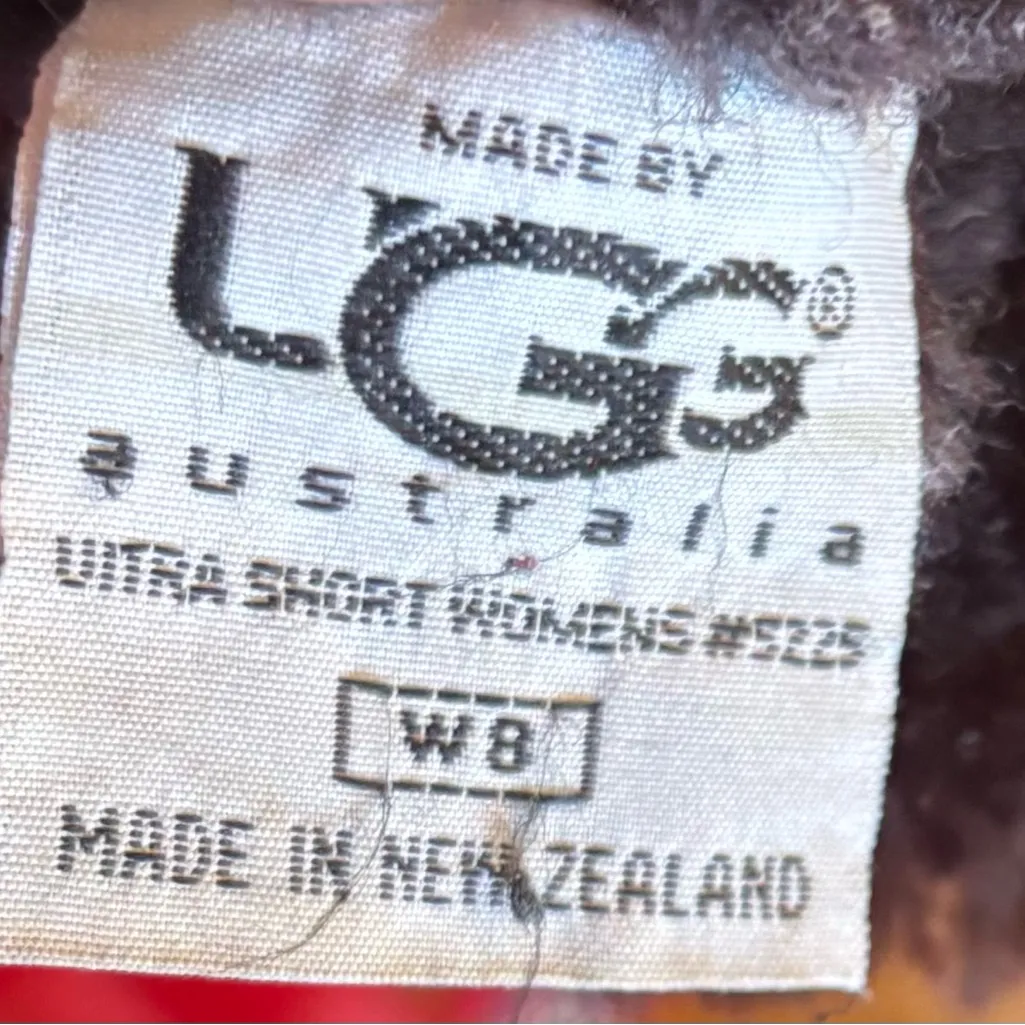 MADE BY
UGG®
australia
ULTRA SHORT WOMENS #5225
W8
MADE IN NEW ZEALAND